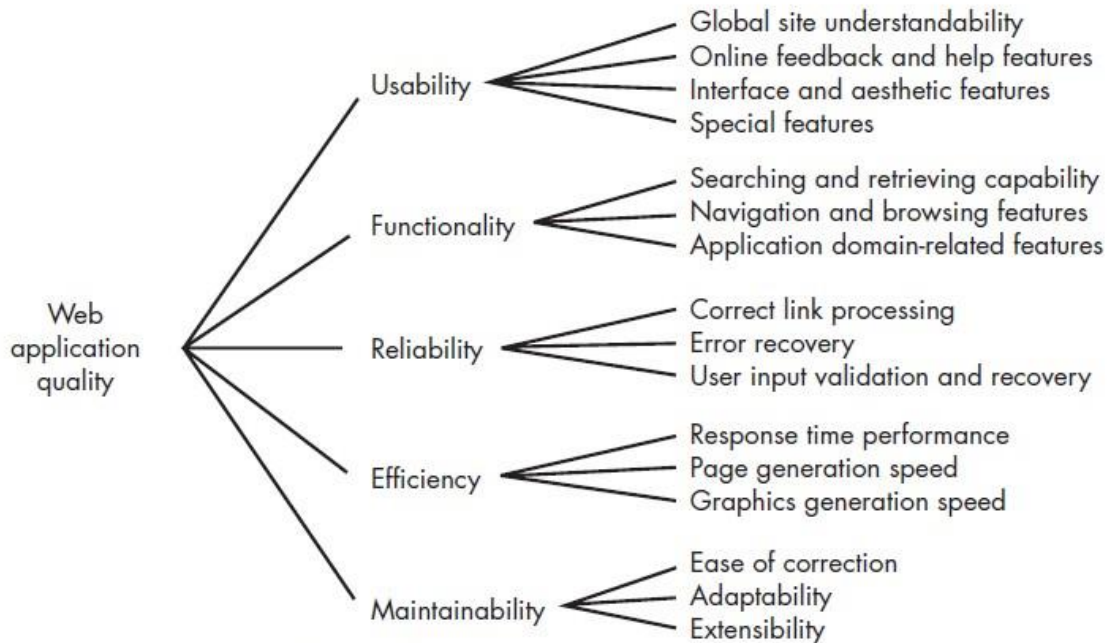 Web
application
quality
Usability
Global site understandability
Online feedback and help features
Interface and aesthetic features
Special features
Functionality
Searching and retrieving capability
Navigation and browsing features
Application domain-related features
Reliability
Correct link processing
Error recovery
User input validation and recovery
Efficiency
Response time performance
Page generation speed
Graphics generation speed
Maintainability
Ease of correction
Adaptability
Extensibility